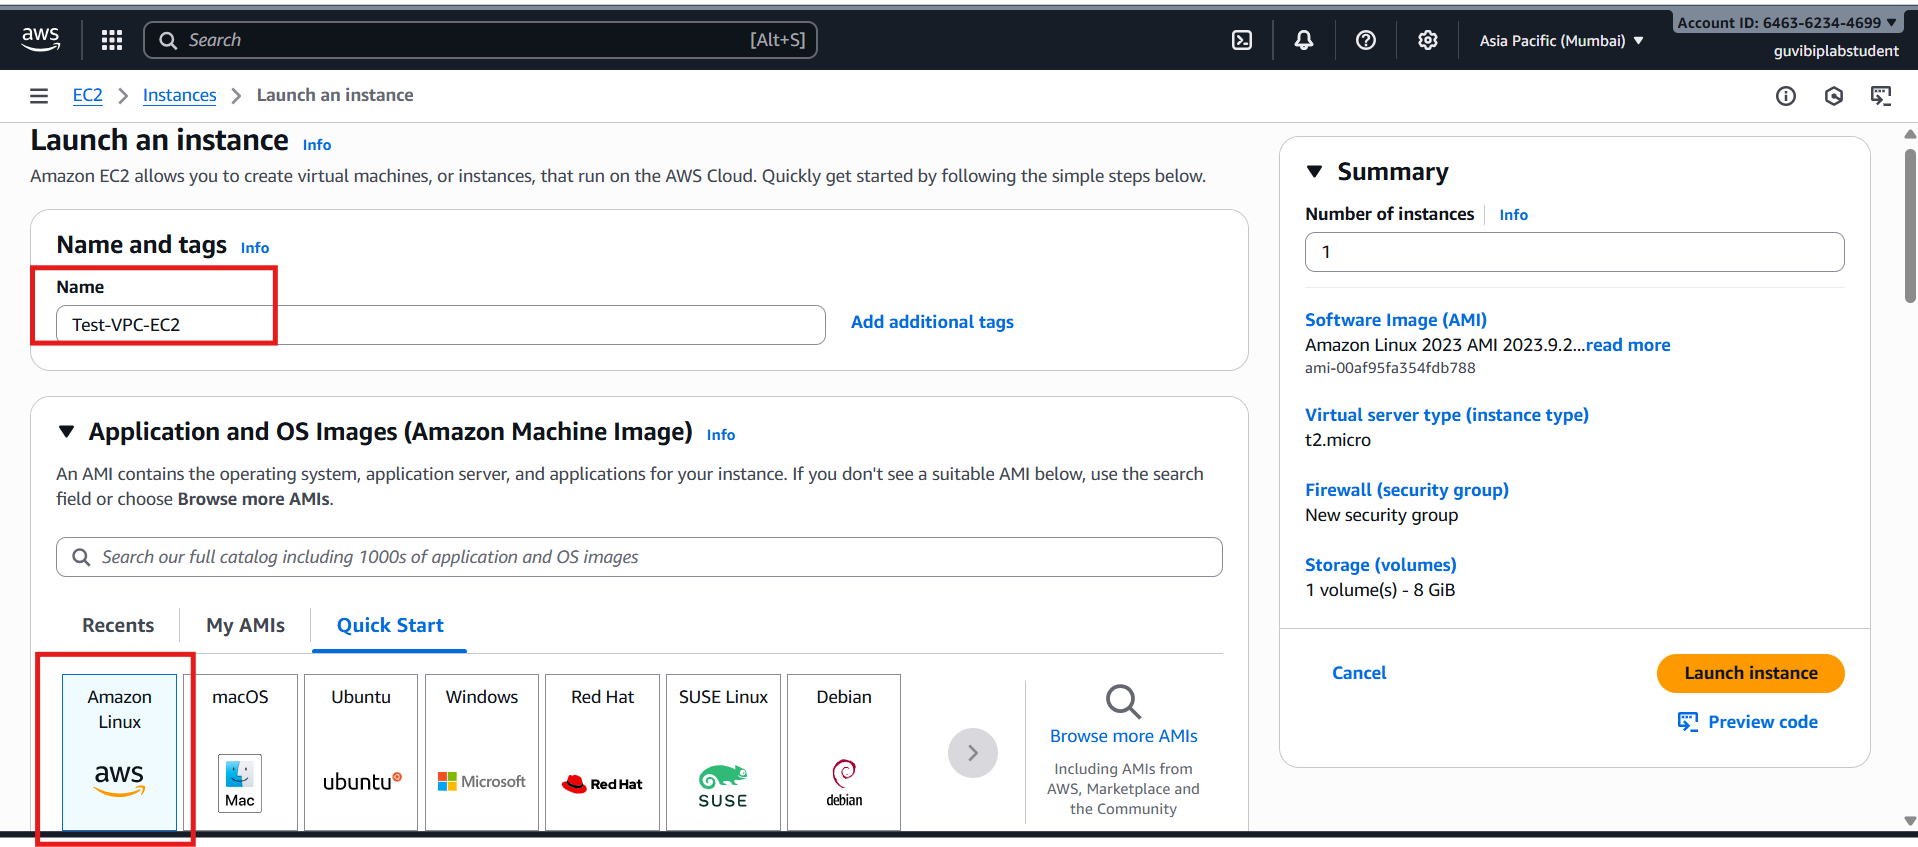 aws
Search
[Alt+S]
Asia Pacific (Mumbai)
Account ID: 6463-6234-4699
guvibiplabstudent
EC2 Instances Launch an instance
Launch an instance Info
Amazon EC2 allows you to create virtual machines, or instances, that run on the AWS Cloud. Quickly get started by following the simple steps below.
Name and tags Info
Name
Test-VPC-EC2
Add additional tags
Application and OS Images (Amazon Machine Image) Info
An AMI contains the operating system, application server, and applications for your instance. If you don't see a suitable AMI below, use the search
field or choose Browse more AMIs.
Search our full catalog including 1000s of application and OS images
Recents My AMIs Quick Start
Amazon
Linux
aws
macOS
Mac
Ubuntu
ubuntu
Windows
Microsoft
Red Hat
Red Hat
SUSE Linux
SUSE
Debian
debian
Browse more AMIs
Including AMIs from
AWS, Marketplace and
the Community
Summary
Number of instances Info
1
Software Image (AMI)
Amazon Linux 2023 AMI 2023.9.2...read more
ami-00af95fa354fdb788
Virtual server type (instance type)
t2.micro
Firewall (security group)
New security group
Storage (volumes)
1 volume(s) - 8 GiB
Cancel
Launch instance
Preview code